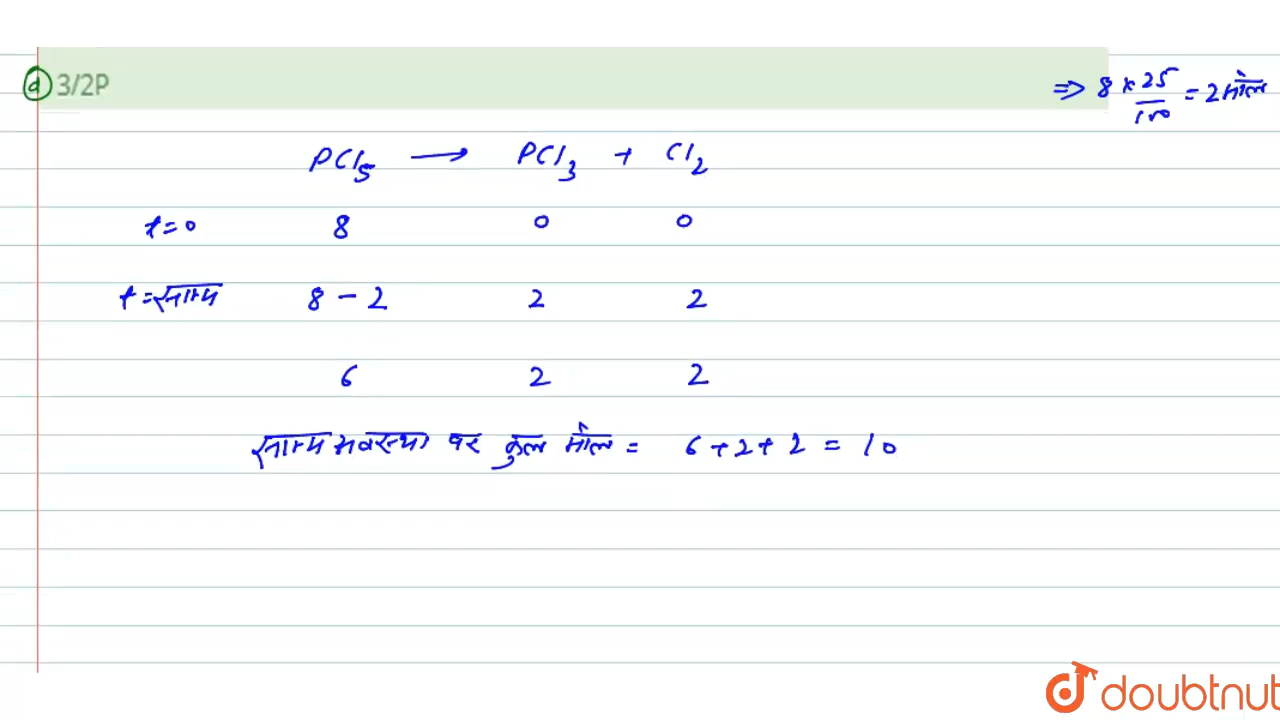 d 3/2P
=> 8 × 25/100 = 2 मोल
PCl5 → PCl3 + Cl2
t=0 8 0 0
t=साम्य 8 - 2 2 2
6 2 2
साम्य अवस्था पर कुल मोल = 6+2+2 = 10
doubtnut